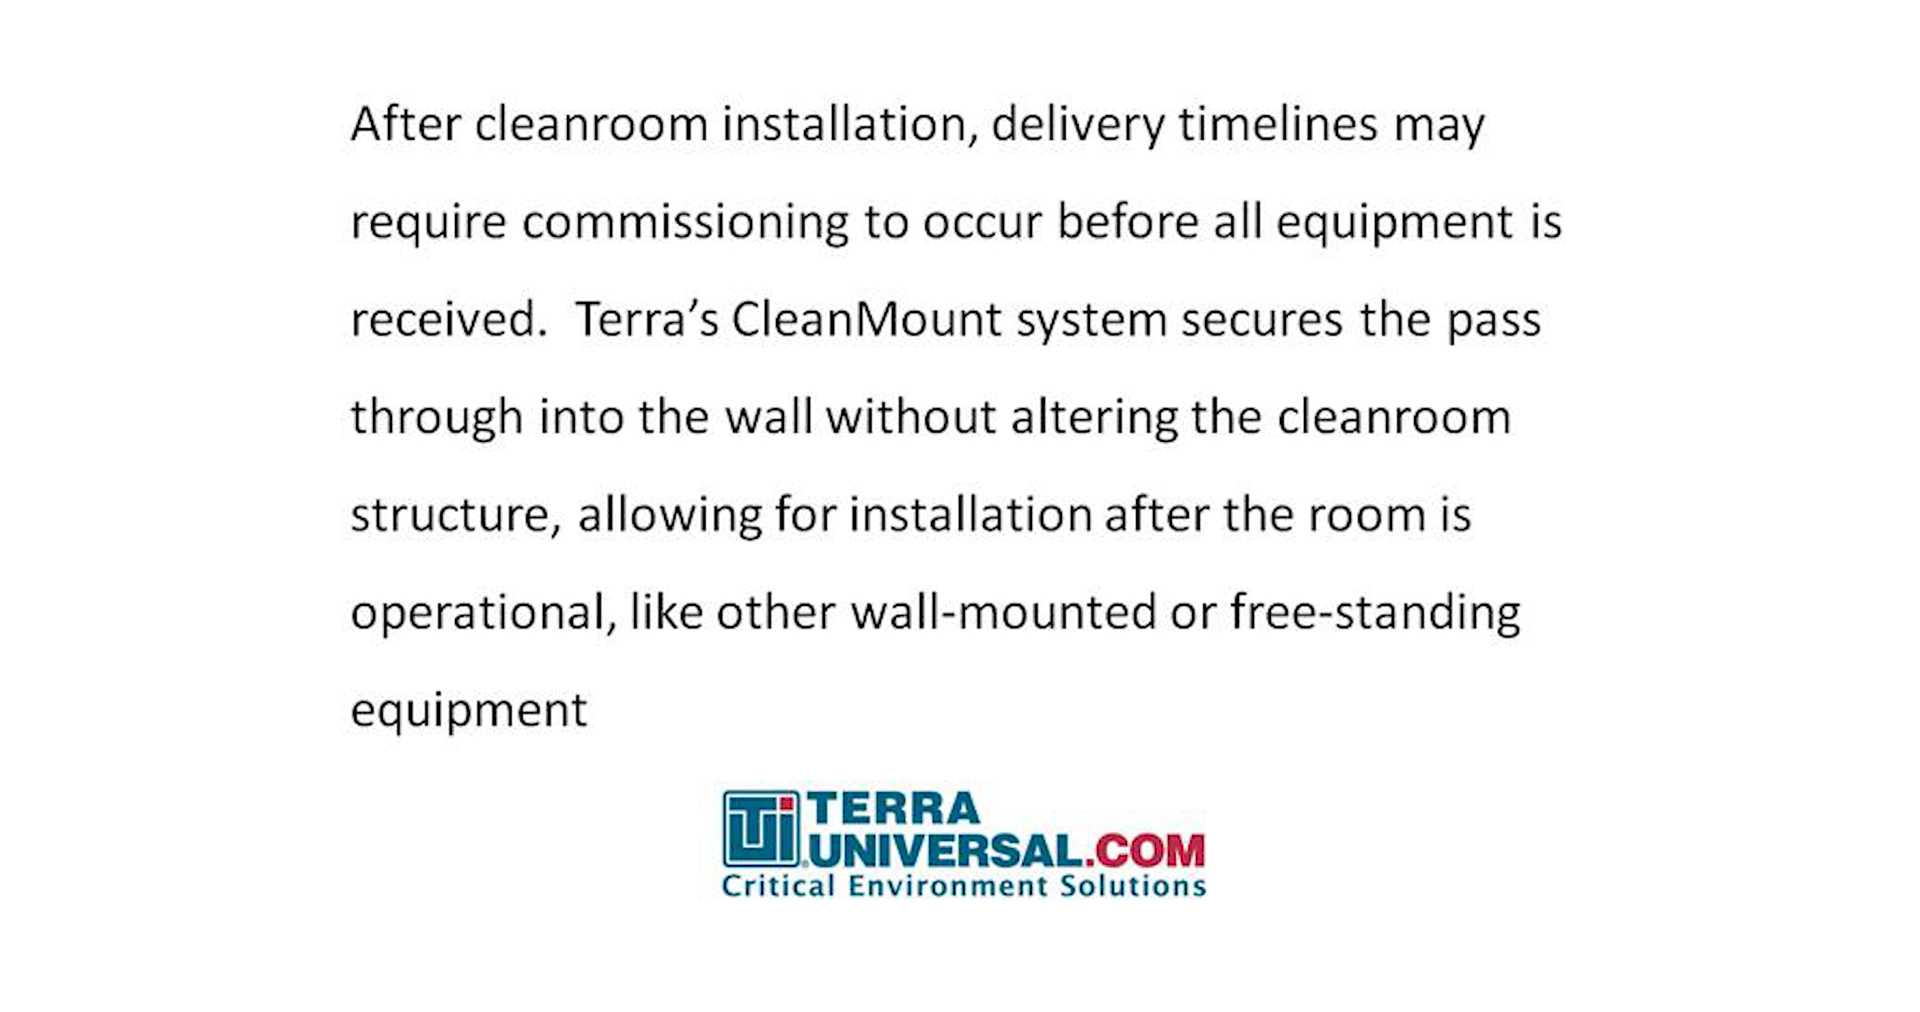 After cleanroom installation, delivery timelines may
require commissioning to occur before all equipment is
received.  Terra’s CleanMount system secures the pass
through into the wall without altering the cleanroom
structure, allowing for installation after the room is
operational, like other wall-mounted or free-standing
equipment
TERRA
UNIVERSAL.COM
Critical Environment Solutions